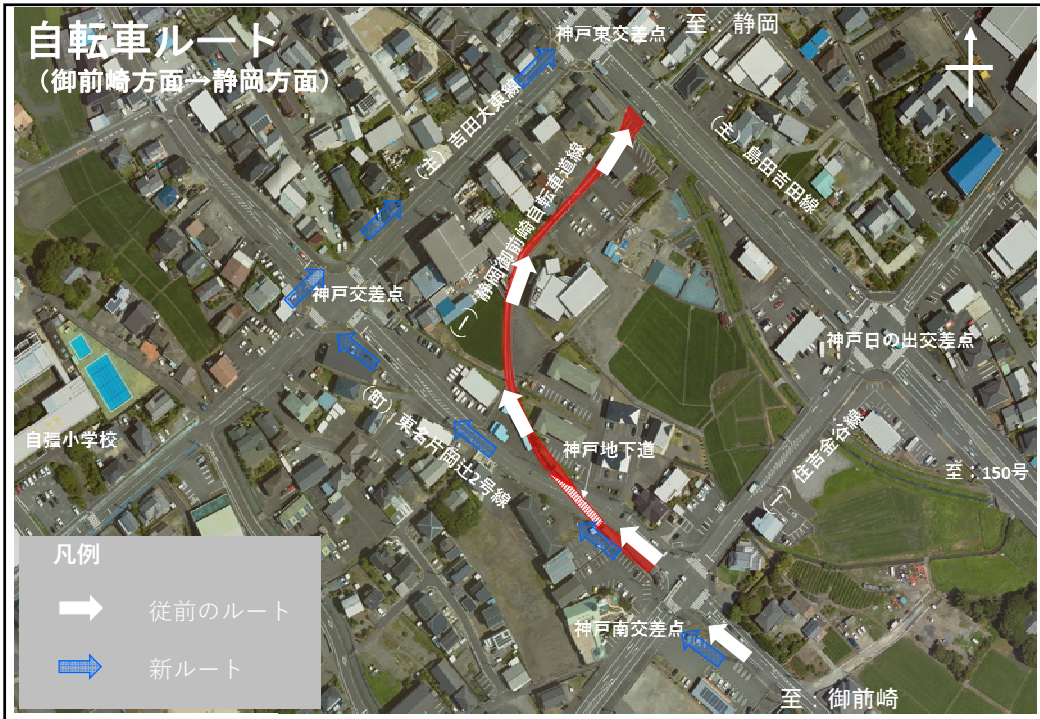 自転車ルート
（御前崎方面→静岡方面）
神戸東交差点
至：静岡
(主) 吉田大東線
(一) 静岡御前崎自転車道線
(主) 島田吉田線
神戸交差点
神戸日の出交差点
自彊小学校
(町) 東名片岡辻2号線
神戸地下道
(一) 住吉金谷線
至：150号
凡例
従前のルート
新ルート
神戸南交差点
至：御前崎